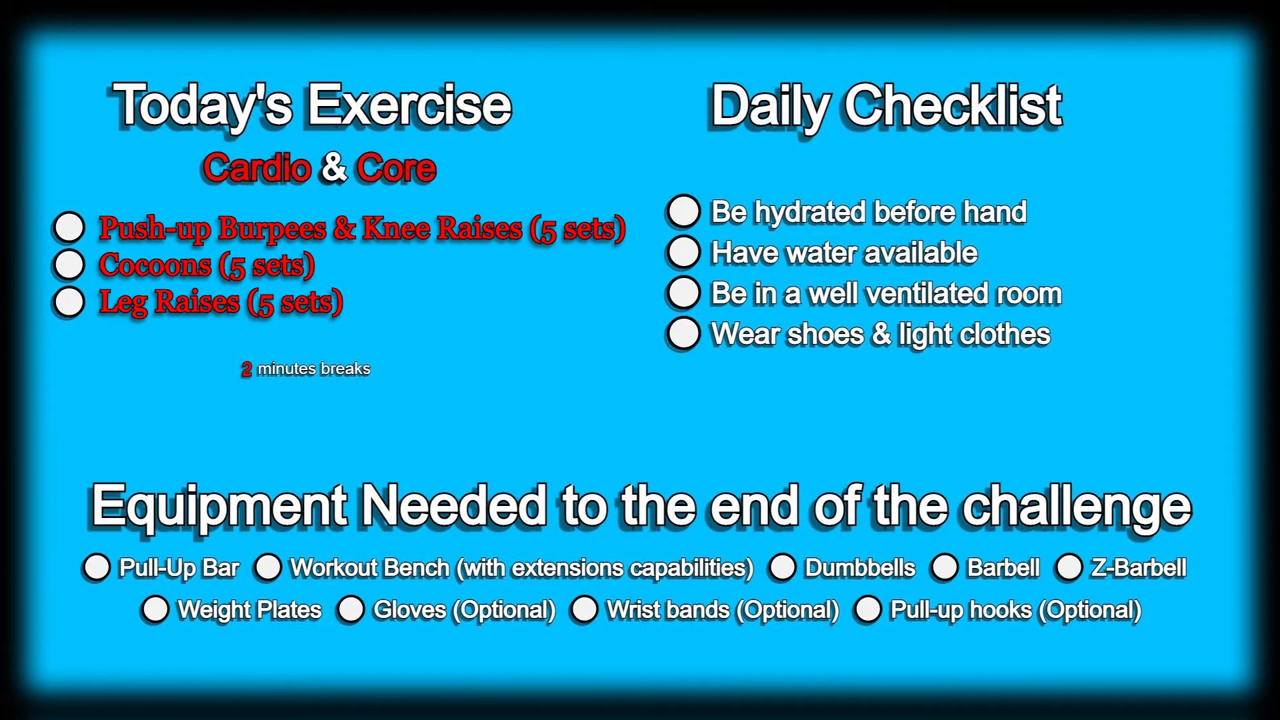 Today's Exercise
Cardio & Core
Push-up Burpees & Knee Raises (5 sets)
Cocoons (5 sets)
Leg Raises (5 sets)
2 minutes breaks
Daily Checklist
Be hydrated before hand
Have water available
Be in a well ventilated room
Wear shoes & light clothes
Equipment Needed to the end of the challenge
Pull-Up Bar Workout Bench (with extensions capabilities) Dumbbells Barbell Z-Barbell
Weight Plates Gloves (Optional) Wrist bands (Optional) Pull-up hooks (Optional)